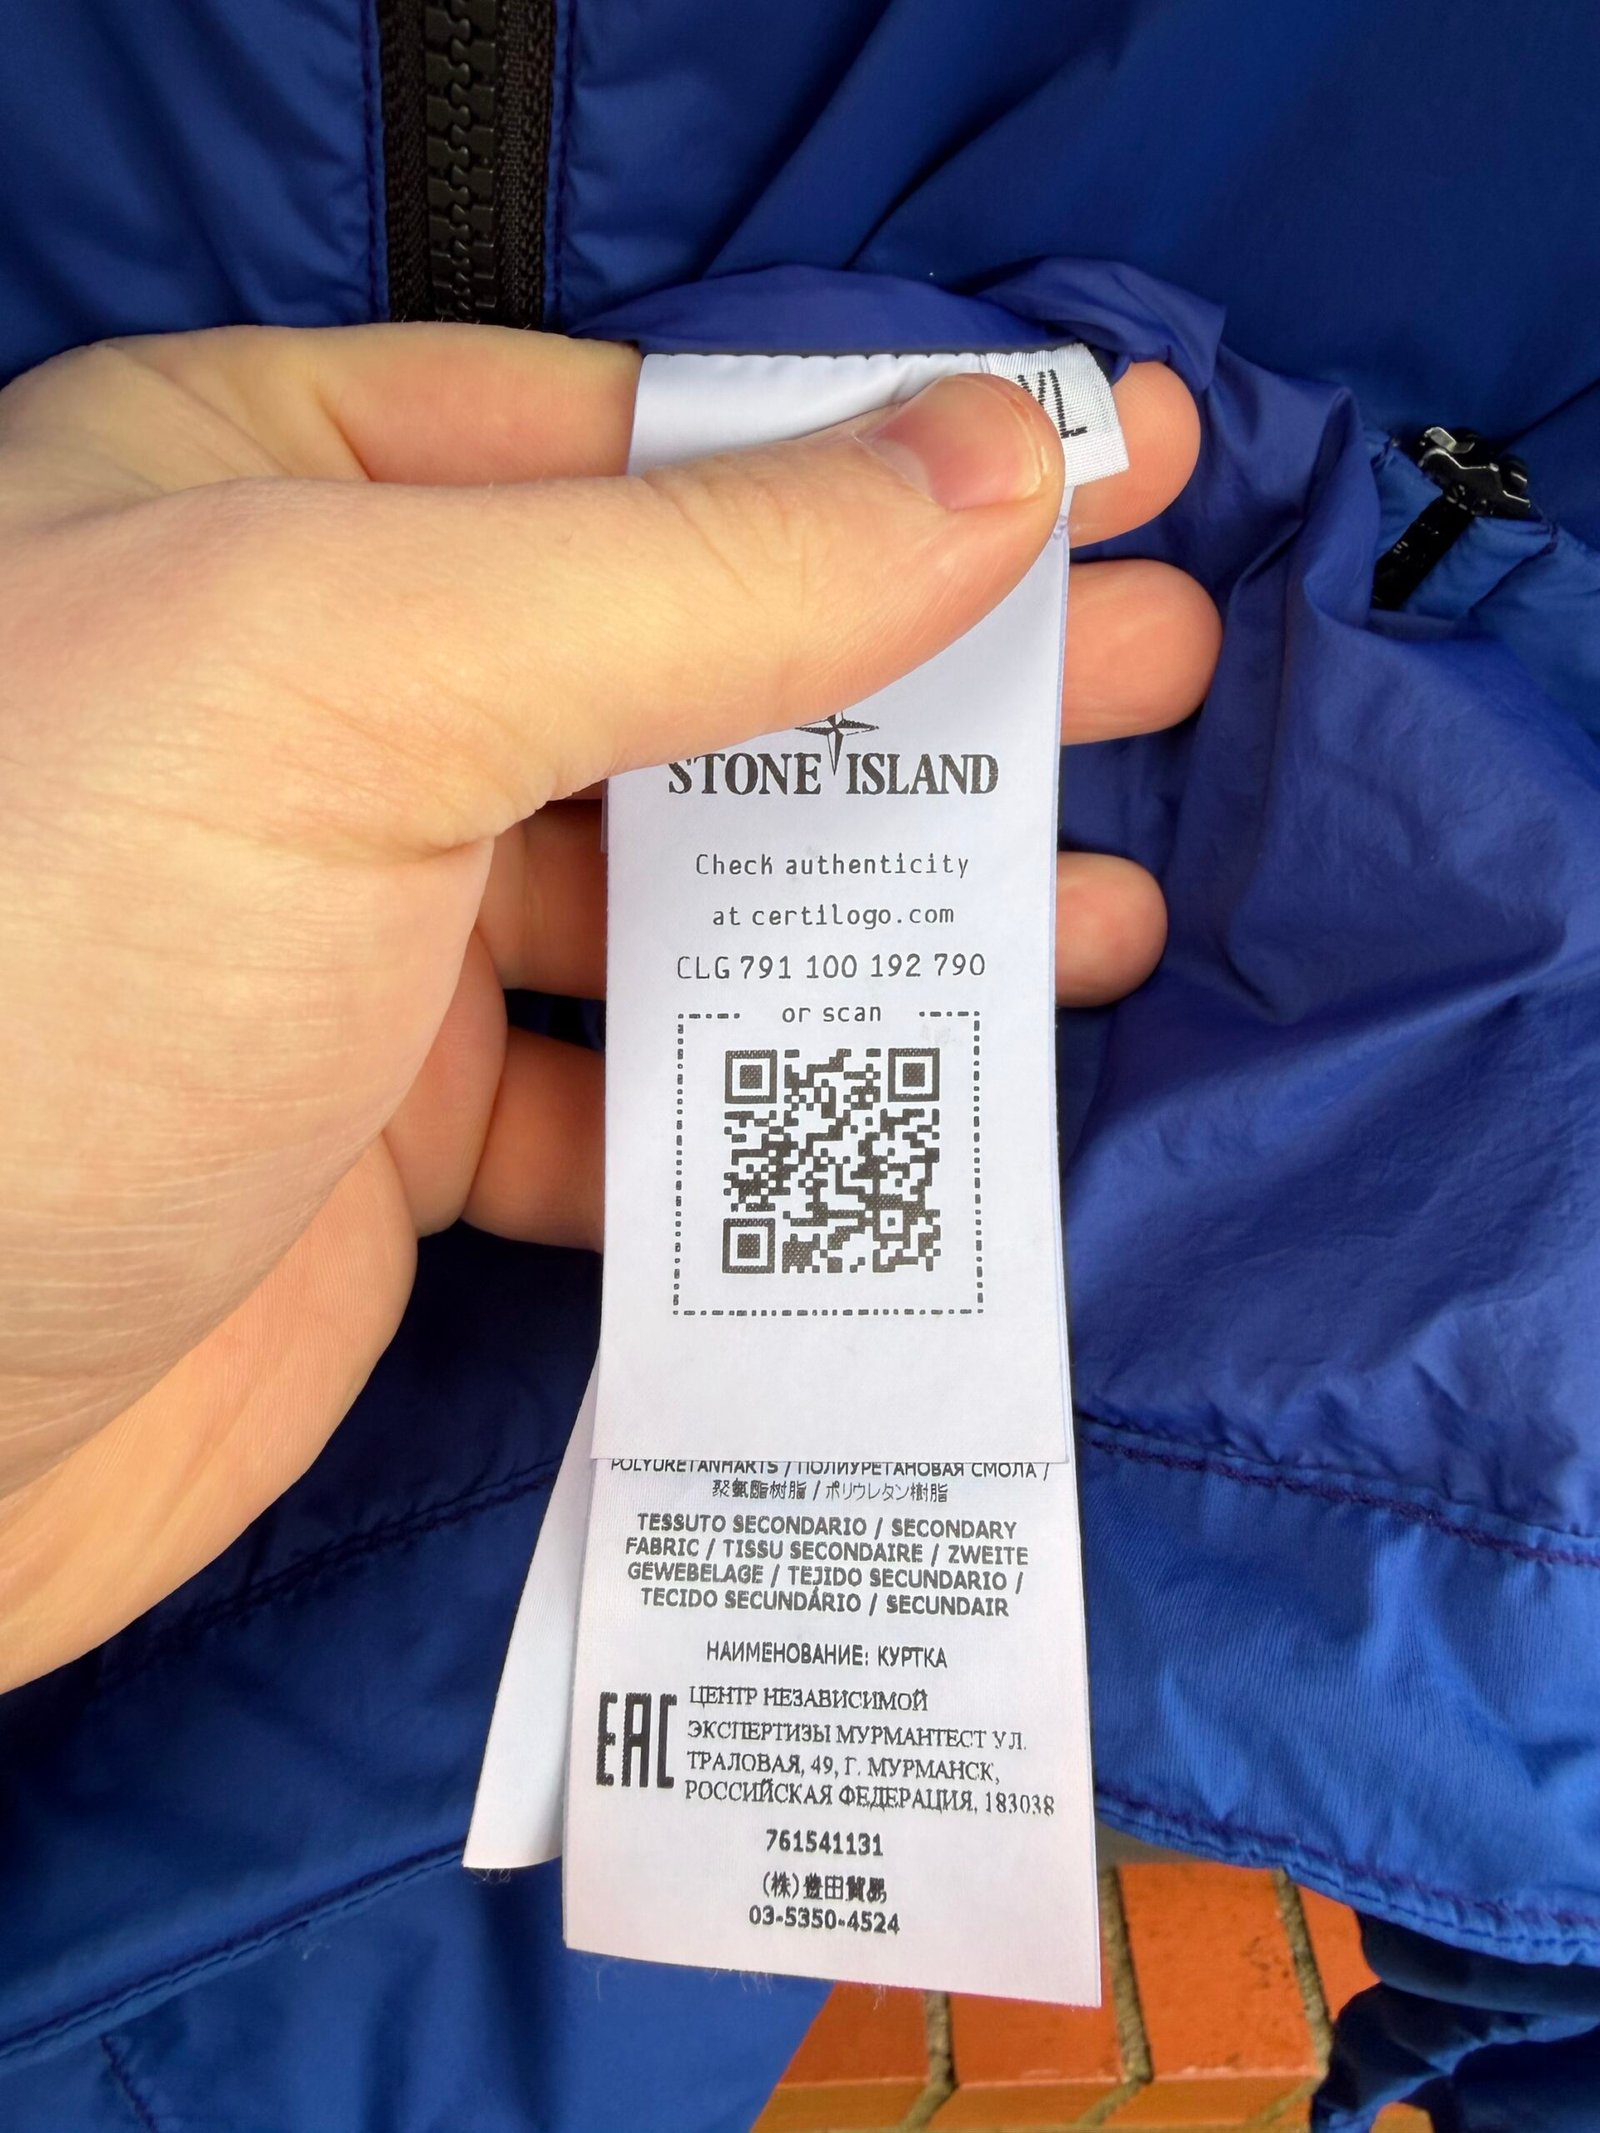 XL
STONE ISLAND
Check authenticity
at certilogo.com
CLG 791 100 192 790
or scan
POLYURETANHARTS / ПОЛИУРЕТАНОВАЯ СМОЛА /
聚氨酯树脂 / ポリウレタン樹脂
TESSUTO SECONDARIO / SECONDARY
FABRIC / TISSU SECONDAIRE / ZWEITE
GEWEBELAGE / TEJIDO SECUNDARIO /
TECIDO SECUNDÁRIO / SECUNDAIR
НАИМЕНОВАНИЕ: КУРТКА
EAC
ЦЕНТР НЕЗАВИСИМОЙ
ЭКСПЕРТИЗЫ МУРМАНТЕСТ УЛ.
ТРАЛОВАЯ, 49, Г. МУРМАНСК,
РОССИЙСКАЯ ФЕДЕРАЦИЯ, 183038
761541131
(株)豊田貿易
03-5350-4524